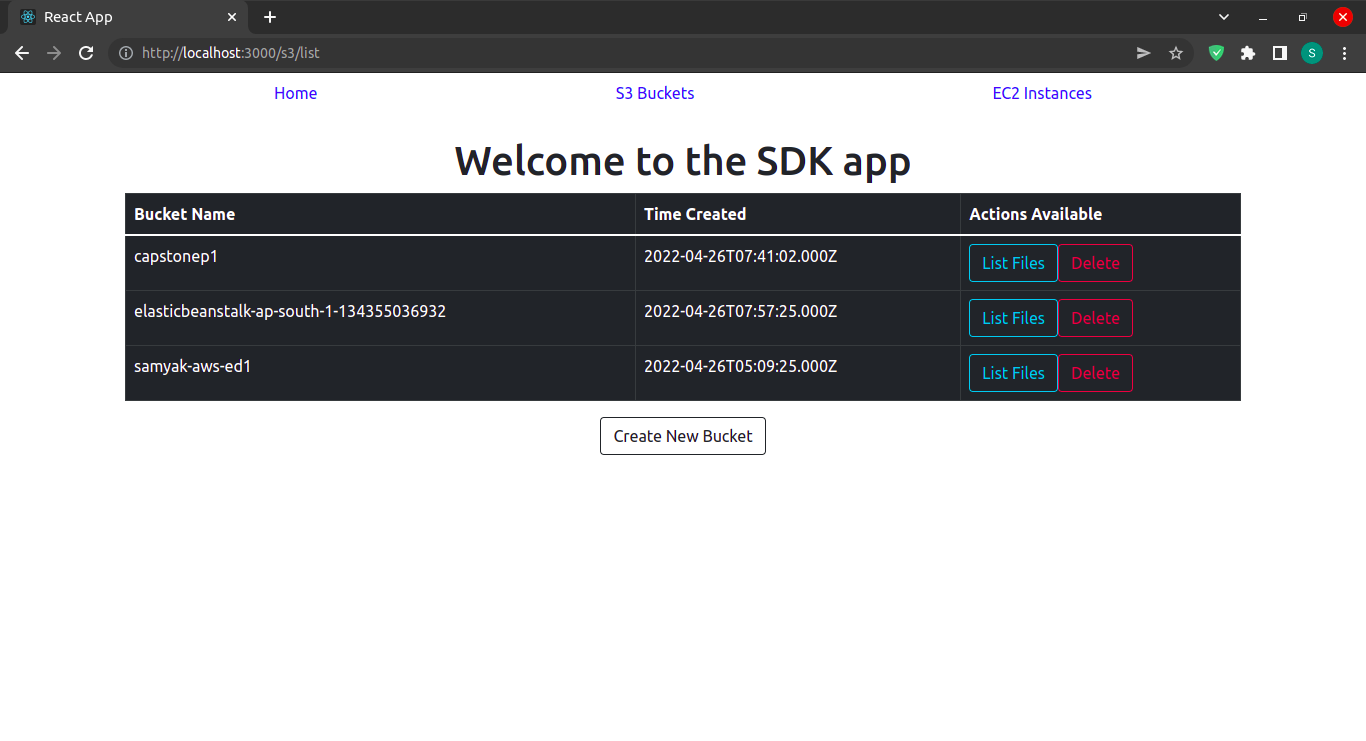 React App
http://localhost:3000/s3/list
S
Home S3 Buckets EC2 Instances
Welcome to the SDK app
Bucket Name Time Created Actions Available
capstonep1 2022-04-26T07:41:02.000Z List Files Delete
elasticbeanstalk-ap-south-1-134355036932 2022-04-26T07:57:25.000Z List Files Delete
samyak-aws-ed1 2022-04-26T05:09:25.000Z List Files Delete
Create New Bucket